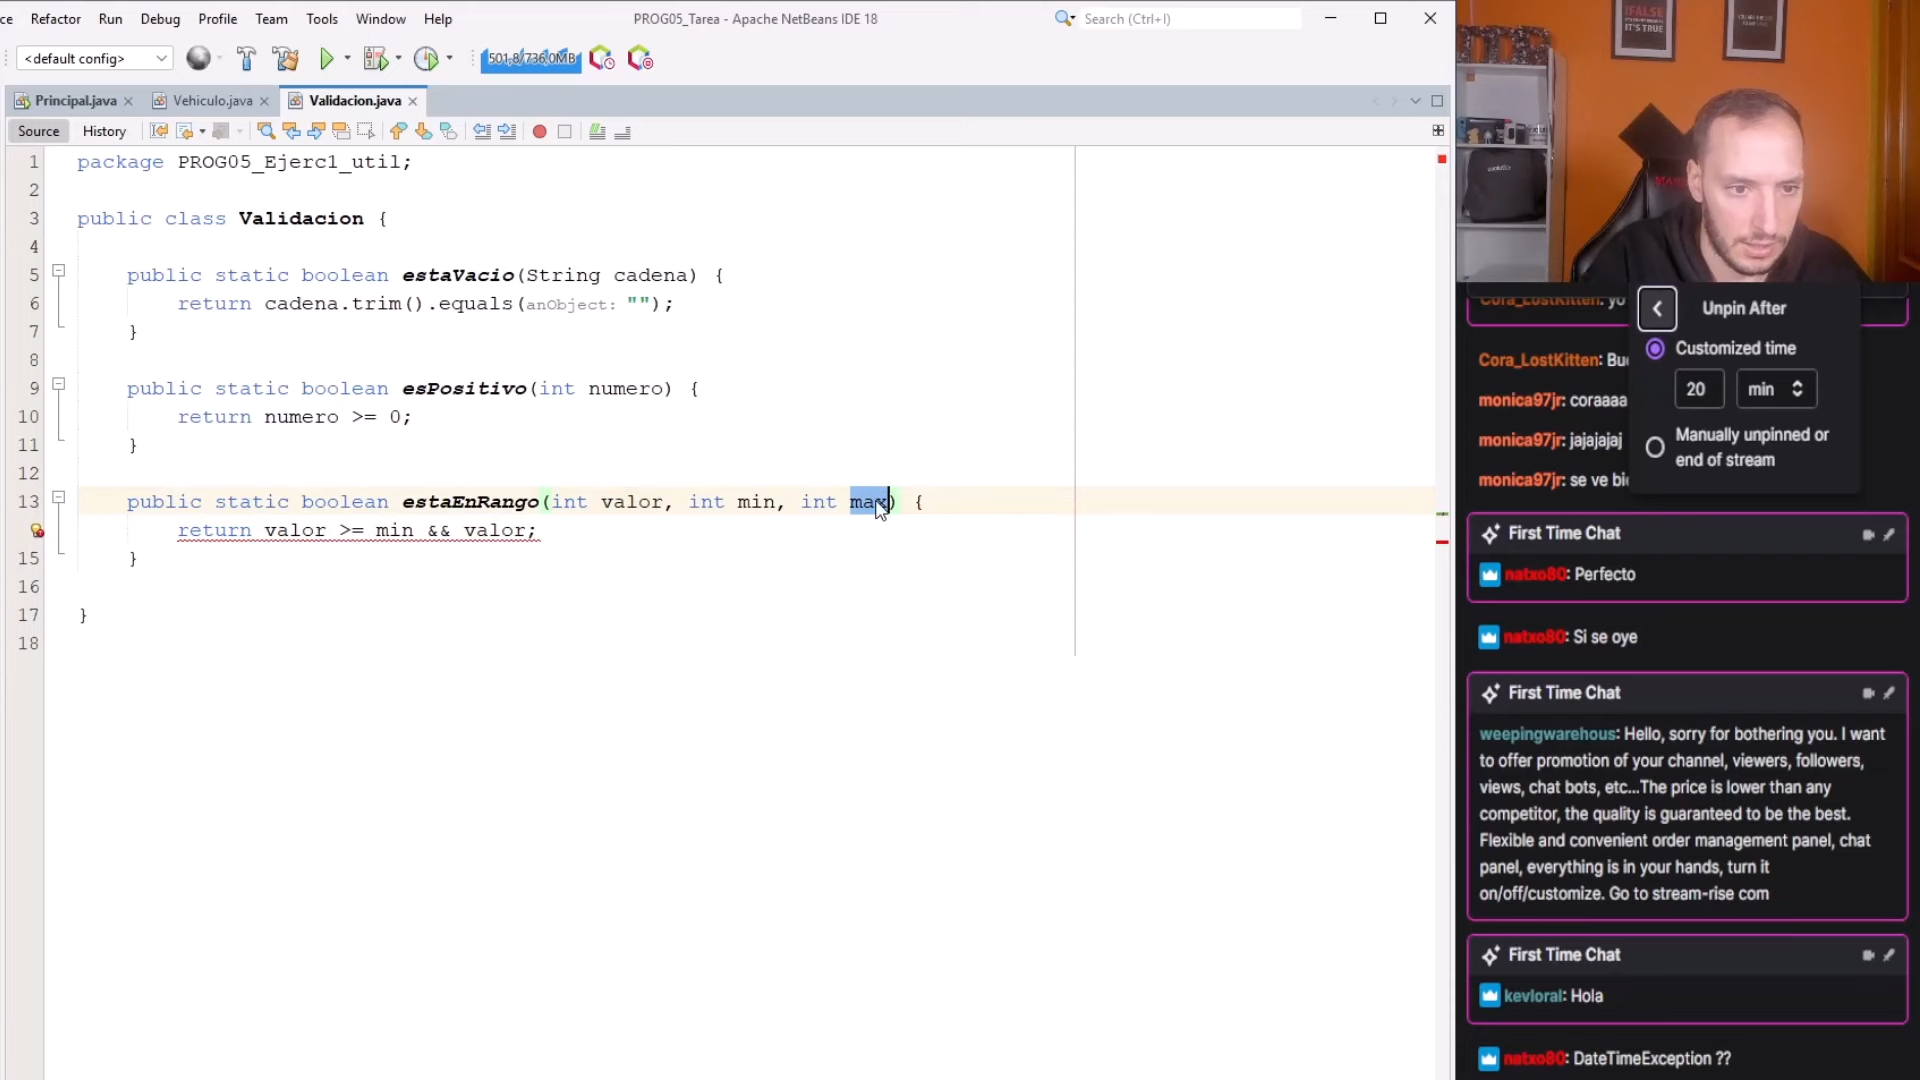 ce Refactor Run Debug Profile Team Tools Window Help
PROG05_Tarea - Apache NetBeans IDE 18
Search (Ctrl+I)
<default config>
501,8/736,0MB
Principal.java
Vehiculo.java
Validacion.java
Source
History
1 package PROG05_Ejerc1_util;
2
3 public class Validacion {
4
5 public static boolean estaVacio(String cadena) {
6 return cadena.trim().equals(anObject: "");
7 }
8
9 public static boolean esPositivo(int numero) {
10 return numero >= 0;
11 }
12
13 public static boolean estaEnRango(int valor, int min, int max) {
return valor >= min && valor;
15 }
16
17 }
18
!FALSE
IT'S TRUE
Cora_LostKitten: yo
Unpin After
Customized time
20
min
Manually unpinned or
end of stream
Cora_LostKitten: Bue
monica97jr: coraaaa
monica97jr: jajajajaj
monica97jr: se ve bi
First Time Chat
natxo80: Perfecto
natxo80: Si se oye
First Time Chat
weepingwarehous: Hello, sorry for bothering you. I want
to offer promotion of your channel, viewers, followers,
views, chat bots, etc...The price is lower than any
competitor, the quality is guaranteed to be the best.
Flexible and convenient order management panel, chat
panel, everything is in your hands, turn it
on/off/customize. Go to stream-rise com
First Time Chat
kevloral: Hola
natxo80: DateTimeException ??